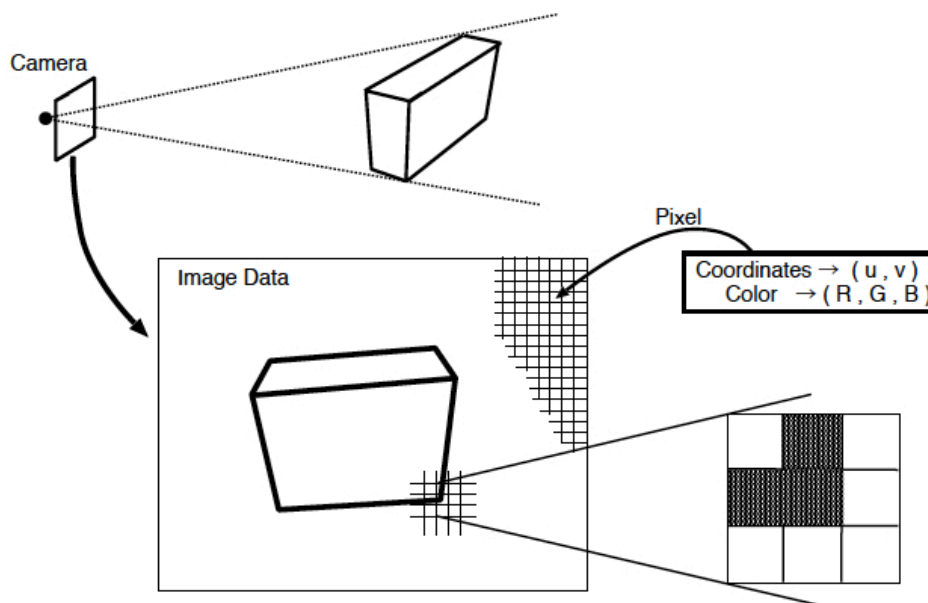 Camera
Pixel
Coordinates → ( u , v )
Color → ( R , G , B )
Image Data